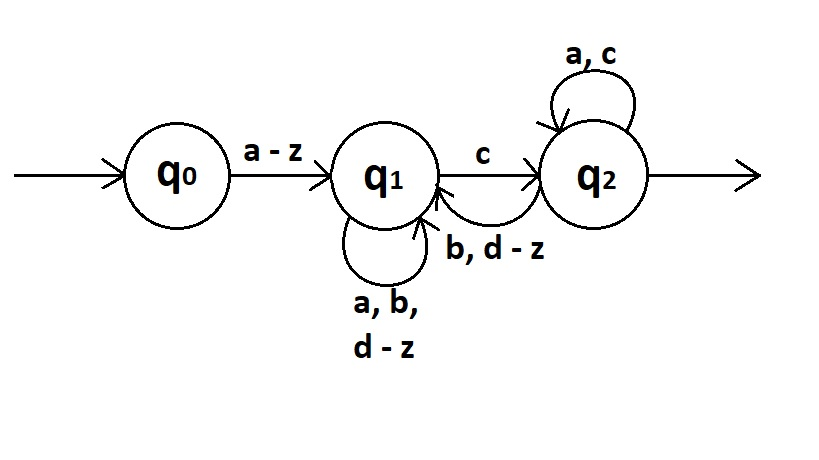 a, c
a - z
c
q0
q1
q2
b, d - z
a, b,
d - z